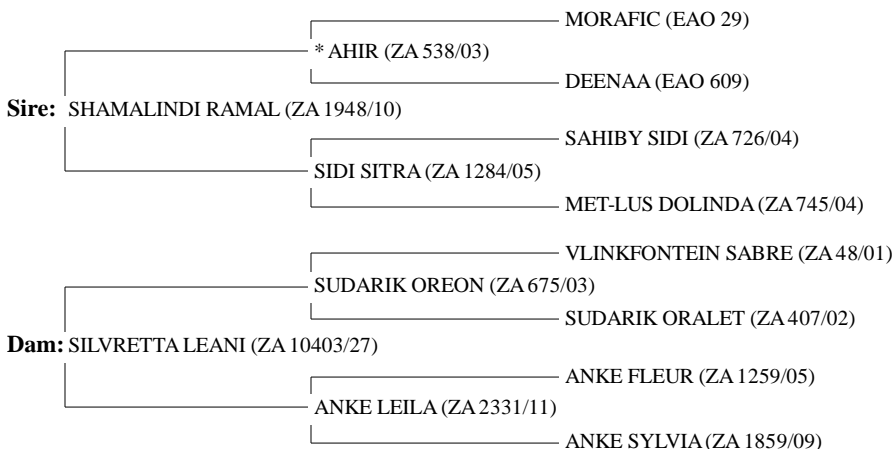 MORAFIC (EAO 29)
* AHIR (ZA 538/03)
DEENAA (EAO 609)
Sire: SHAMALINDI RAMAL (ZA 1948/10)
SAHIBY SIDI (ZA 726/04)
SIDI SITRA (ZA 1284/05)
MET-LUS DOLINDA (ZA 745/04)
VLINKFONTEIN SABRE (ZA 48/01)
SUDARIK OREON (ZA 675/03)
SUDARIK ORALET (ZA 407/02)
Dam: SILVRETTA LEANI (ZA 10403/27)
ANKE FLEUR (ZA 1259/05)
ANKE LEILA (ZA 2331/11)
ANKE SYLVIA (ZA 1859/09)